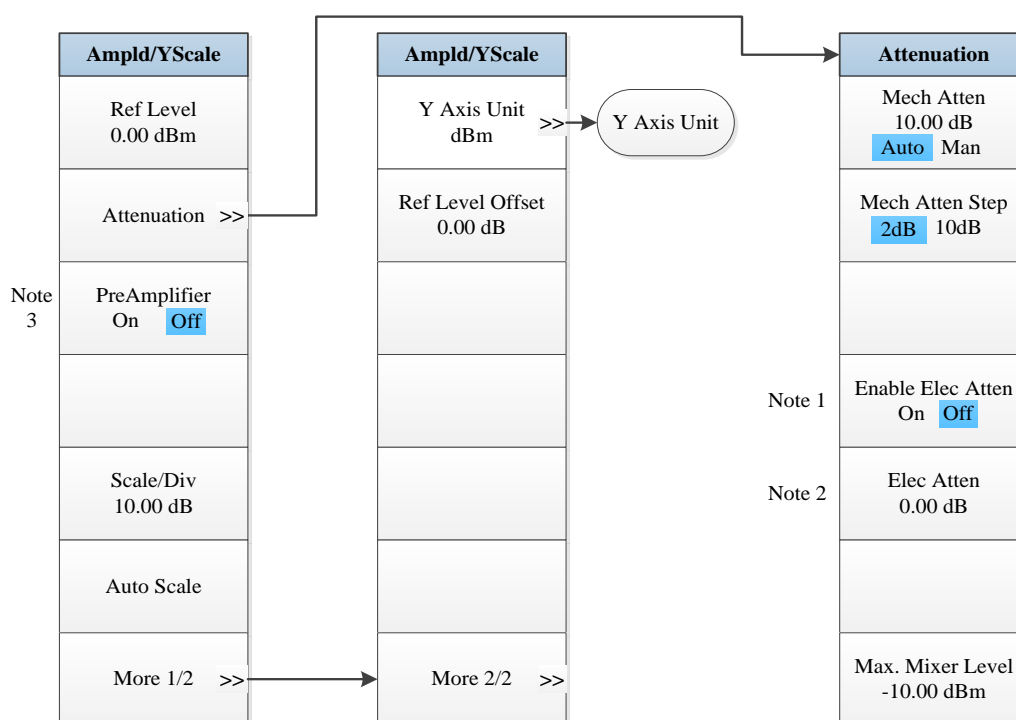 Ampld/YScale
Ref Level
0.00 dBm
Attenuation >>
Note
3
PreAmplifier
On Off
Scale/Div
10.00 dB
Auto Scale
More 1/2 >>
Ampld/YScale
Y Axis Unit
dBm >>
Y Axis Unit
Ref Level Offset
0.00 dB
More 2/2 >>
Attenuation
Mech Atten
10.00 dB
Auto Man
Mech Atten Step
2dB 10dB
Note 1
Enable Elec Atten
On Off
Note 2
Elec Atten
0.00 dB
Max. Mixer Level
-10.00 dBm